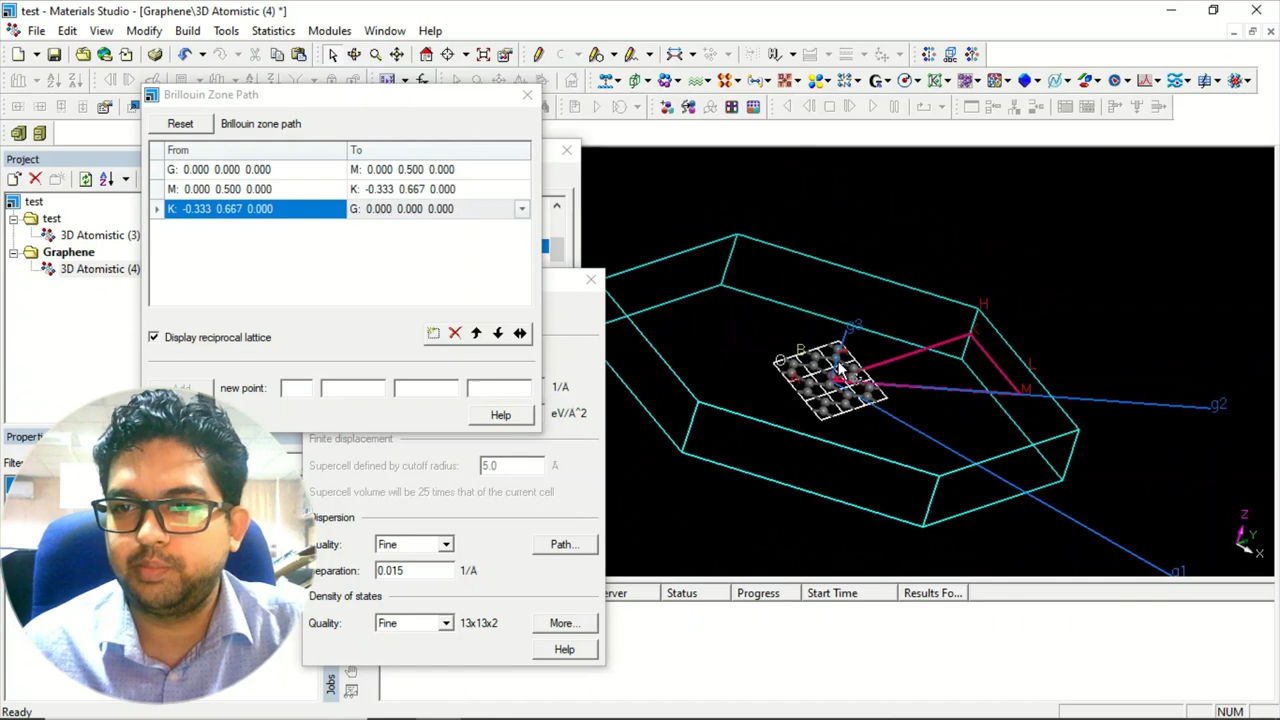 test - Materials Studio - [Graphene\3D Atomistic (4) *]
File Edit View Modify Build Tools Statistics Modules Window Help
Brillouin Zone Path
Reset Brillouin zone path
From To
G: 0.000 0.000 0.000 M: 0.000 0.500 0.000
M: 0.000 0.500 0.000 K: -0.333 0.667 0.000
K: -0.333 0.667 0.000 G: 0.000 0.000 0.000
Display reciprocal lattice
Add new point:
Help
Project
test
test
3D Atomistic (3)
Graphene
3D Atomistic (4)
Proper
Filte
1/A
eV/Å^2
Finite displacement
Supercell defined by cutoff radius: 5.0 Å
Supercell volume will be 25 times that of the current cell
Dispersion
uality: Fine Path...
eparation: 0.015 1/A
Density of states
Quality: Fine 13x13x2 More...
Help
H
g3
B
O
L
M
g2
g1
Z
Y
X
erver Status Progress Start Time Results Fo...
Jobs
Ready
NUM